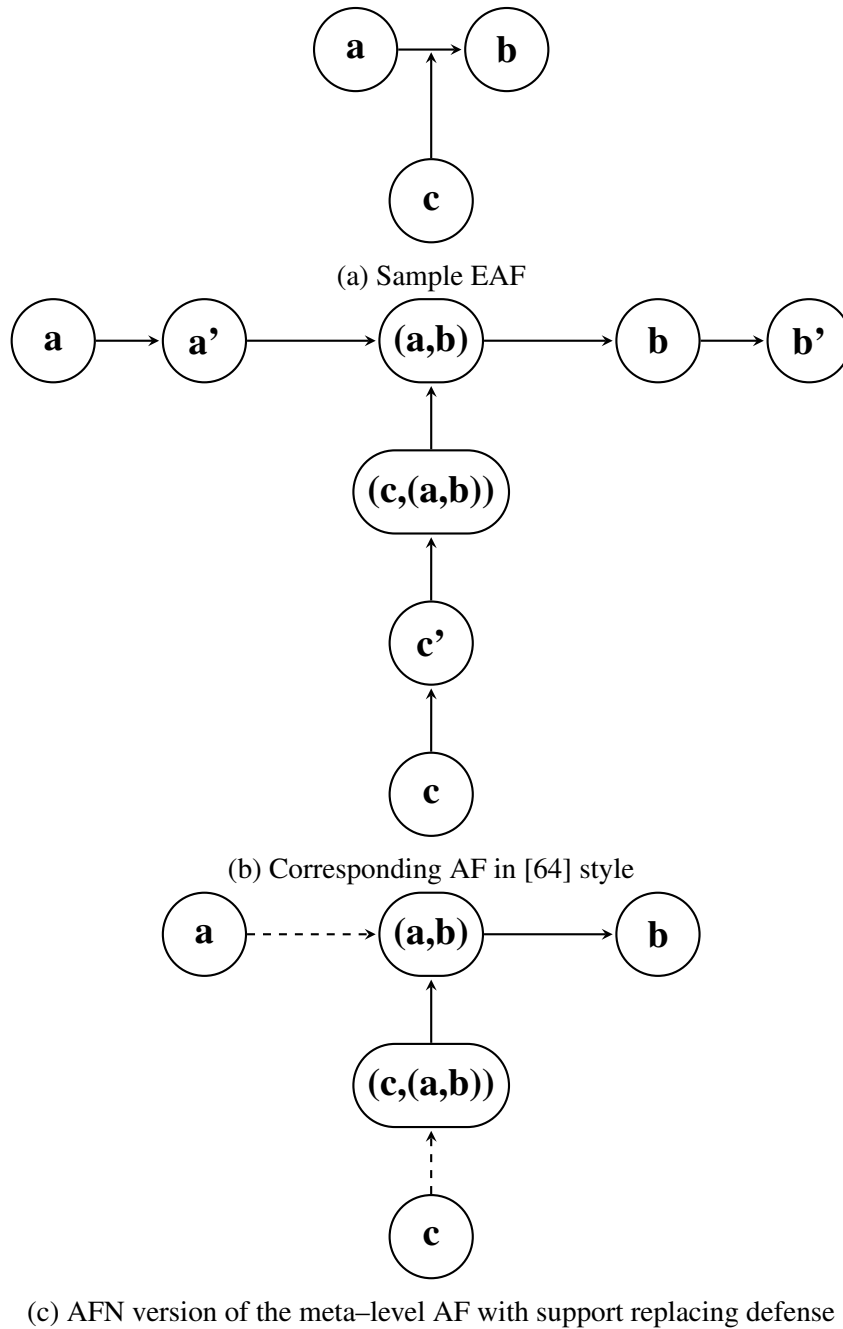 a b
c
(a) Sample EAF
a a’ (a,b) b b’
(c,(a,b))
c’
c
(b) Corresponding AF in [64] style
a (a,b) b
(c,(a,b))
c
(c) AFN version of the meta–level AF with support replacing defense